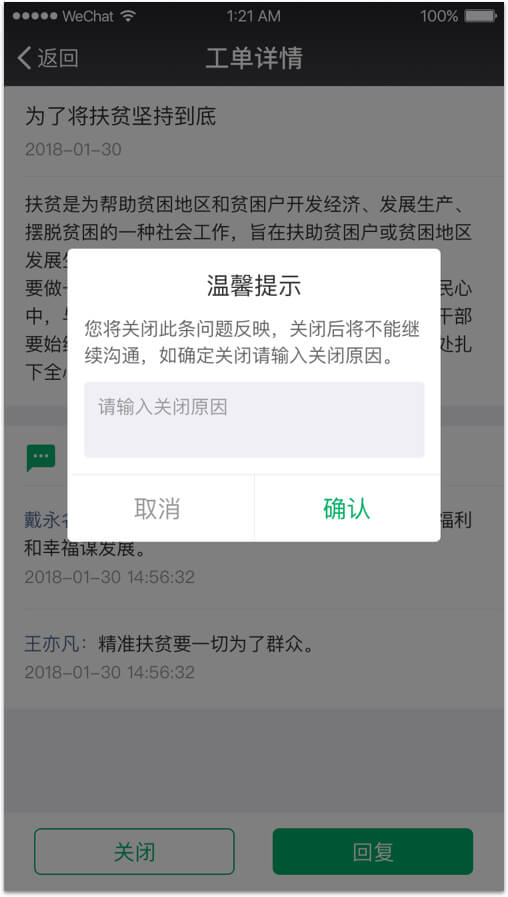 WeChat 1:21 AM 100%
返回 工单详情
为了将扶贫坚持到底
2018-01-30
扶贫是为帮助贫困地区和贫困户开发经济、发展生产、
摆脱贫困的一种社会工作，旨在扶助贫困户或贫困地区
发展
要做 民心
中， 干部
要始 处扎
下全
温馨提示
您将关闭此条问题反映，关闭后将不能继
续沟通，如确定关闭请输入关闭原因。
请输入关闭原因
取消 确认
戴永 福利
和幸福谋发展。
2018-01-30 14:56:32
王亦凡：精准扶贫要一切为了群众。
2018-01-30 14:56:32
关闭 回复